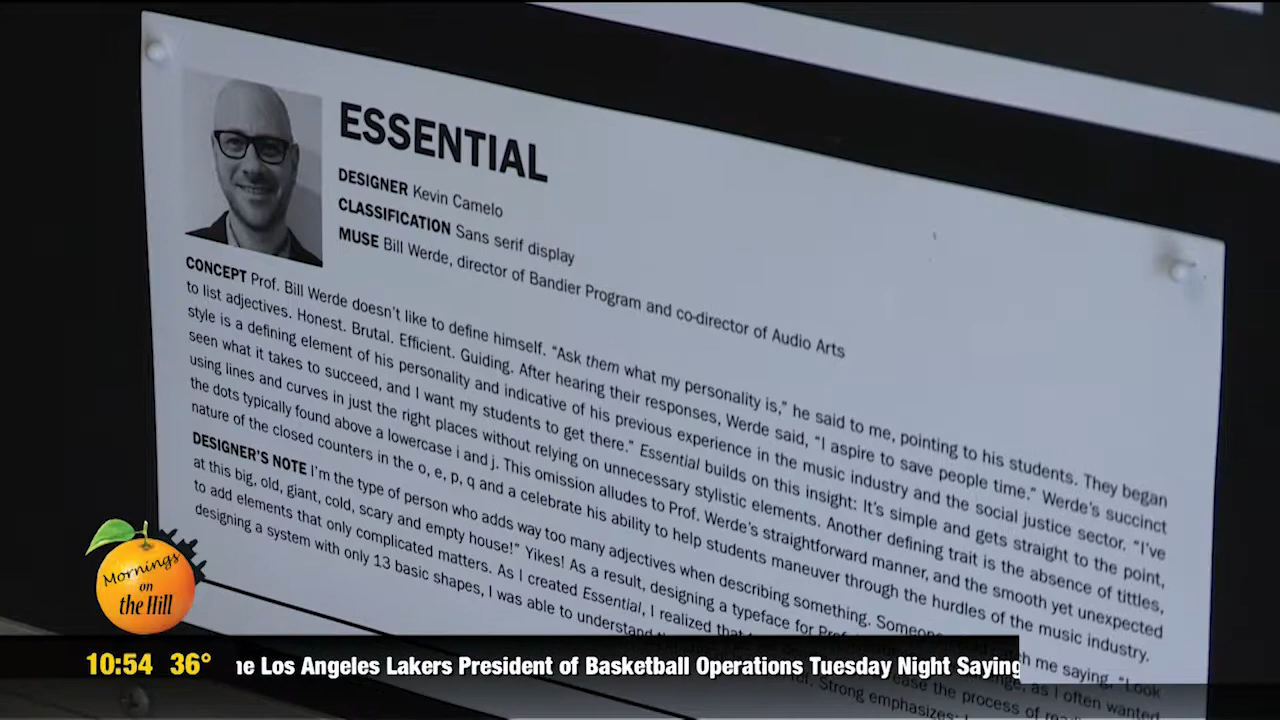 ESSENTIAL
DESIGNER Kevin Camelo
CLASSIFICATION Sans serif display
MUSE Bill Werde, director of Bandier Program and co-director of Audio Arts
CONCEPT Prof. Bill Werde doesn't like to define himself. "Ask them what my personality is," he said to me, pointing to his students. They began
to list adjectives. Honest. Brutal. Efficient. Guiding. After hearing their responses, Werde said, "I aspire to save people time." Werde's succinct
style is a defining element of his personality and indicative of his previous experience in the music industry and the social justice sector, "I've
seen what it takes to succeed, and I want my students to get there." Essential builds on this insight: It's simple and gets straight to the point,
using lines and curves in just the right places without relying on unnecessary stylistic elements. Another defining trait is the absence of tittles,
the dots typically found above a lowercase i and j. This omission alludes to Prof. Werde's straightforward manner, and the smooth yet unexpected
nature of the closed counters in the o, e, p, q and a celebrate his ability to help students maneuver through the hurdles of the music industry.
DESIGNER'S NOTE I'm the type of person who adds way too many adjectives when describing something. me saying. "Look
at this big, old, giant, cold, scary and empty house!" Yikes! As a result, designing a typeface for as I often wanted
to add elements that only complicated matters. As I created Essential, I realized the process of
designing a system with only 13 basic shapes, I was able to understand Strong emphasizes
Mornings
on
the Hill
10:54 36° Los Angeles Lakers President of Basketball Operations Tuesday Night Saying